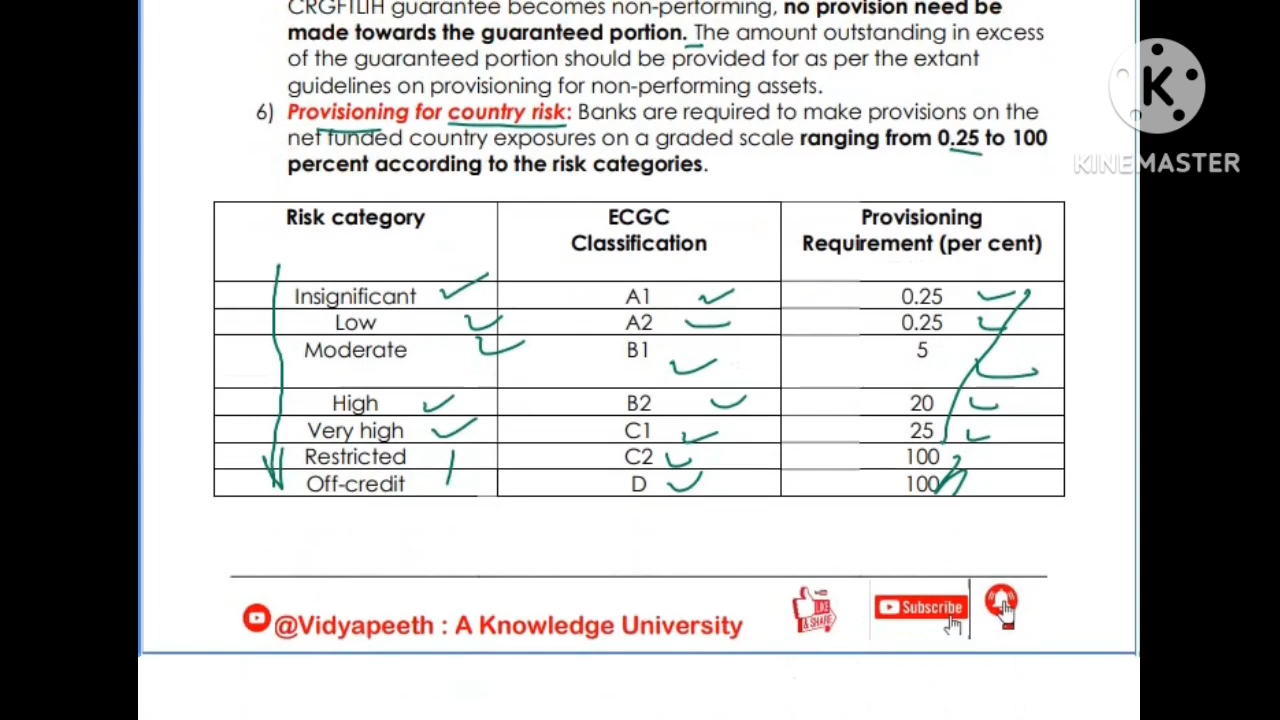 CRGFTLIH guarantee becomes non-performing, no provision need be
made towards the guaranteed portion. The amount outstanding in excess
of the guaranteed portion should be provided for as per the extant
guidelines on provisioning for non-performing assets.
6) Provisioning for country risk: Banks are required to make provisions on the
net funded country exposures on a graded scale ranging from 0.25 to 100
percent according to the risk categories.
K
KINEMASTER
Risk category ECGC Classification Provisioning Requirement (per cent)
Insignificant A1 0.25
Low A2 0.25
Moderate B1 5
High B2 20
Very high C1 25
Restricted C2 100
Off-credit D 100
@Vidyapeeth : A Knowledge University
LIKE
& SHARE
Subscribe